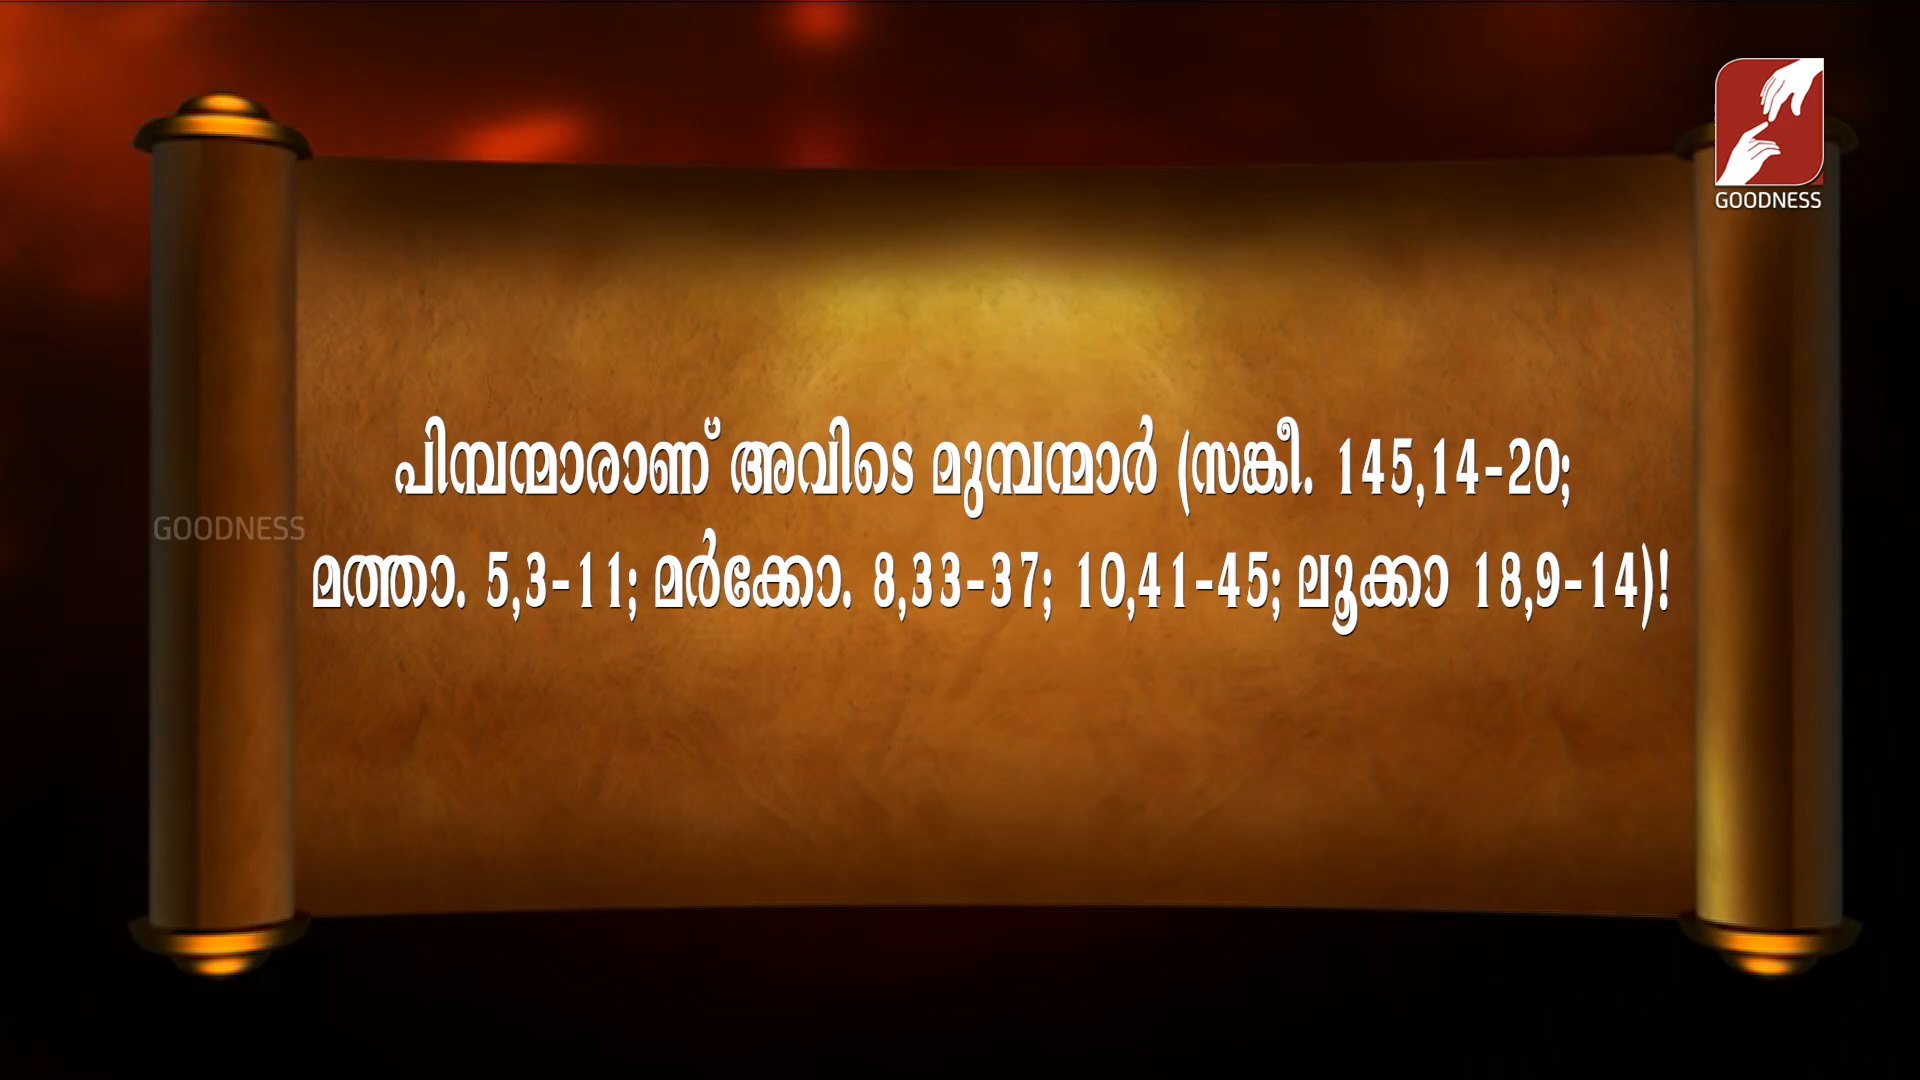 GOODNESS
പിമ്പന്മാരാണ് അവിടെ മുമ്പന്മാർ (സങ്കീ. 145,14-20;
GOODNESS
മത്താ. 5,3-11; മർക്കോ. 8,33-37; 10,41-45; ലൂക്കാ 18,9-14)!